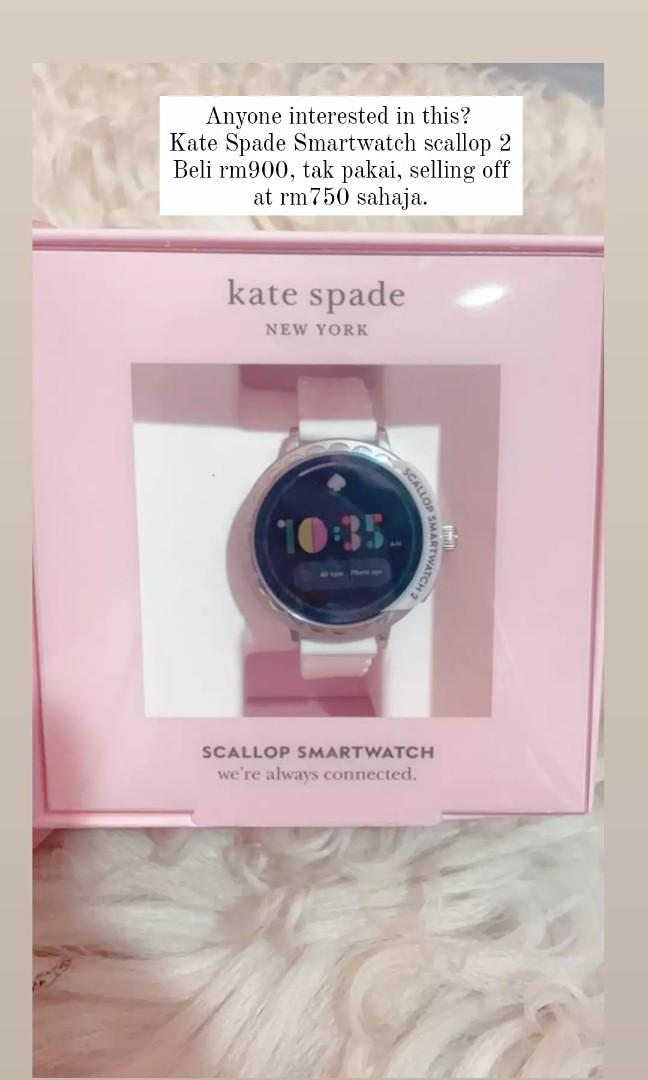 Anyone interested in this?
Kate Spade Smartwatch scallop 2
Beli rm900, tak pakai, selling off
at rm750 sahaja.
kate spade
NEW YORK
SCALLOP SMARTWATCH 2
10:35
AM
SCALLOP SMARTWATCH
we're always connected.